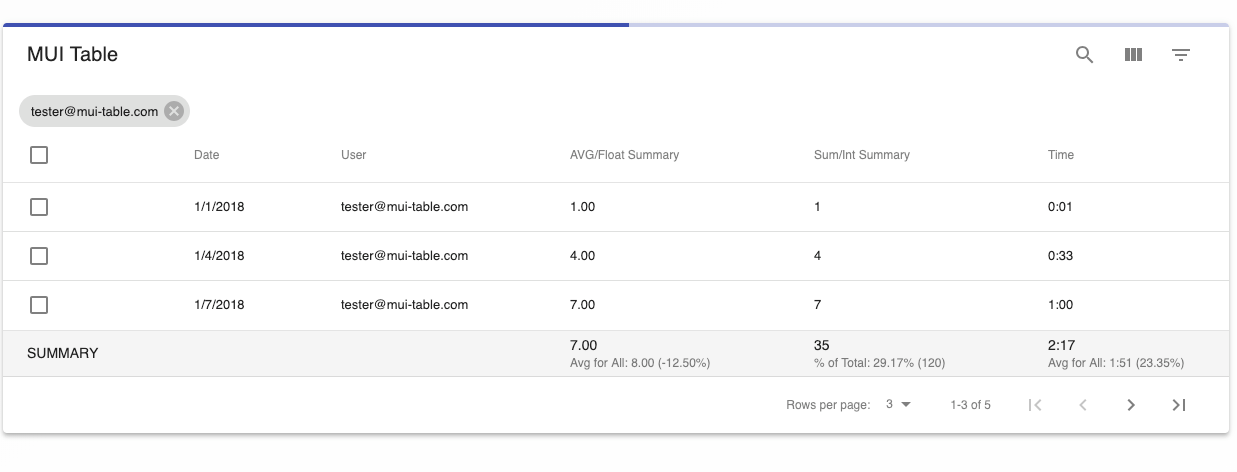 MUI Table
tester@mui-table.com
Date User AVG/Float Summary Sum/Int Summary Time
1/1/2018 tester@mui-table.com 1.00 1 0:01
1/4/2018 tester@mui-table.com 4.00 4 0:33
1/7/2018 tester@mui-table.com 7.00 7 1:00
SUMMARY 7.00 35 2:17
Avg for All: 8.00 (-12.50%) % of Total: 29.17% (120) Avg for All: 1:51 (23.35%)
Rows per page: 3 1-3 of 5